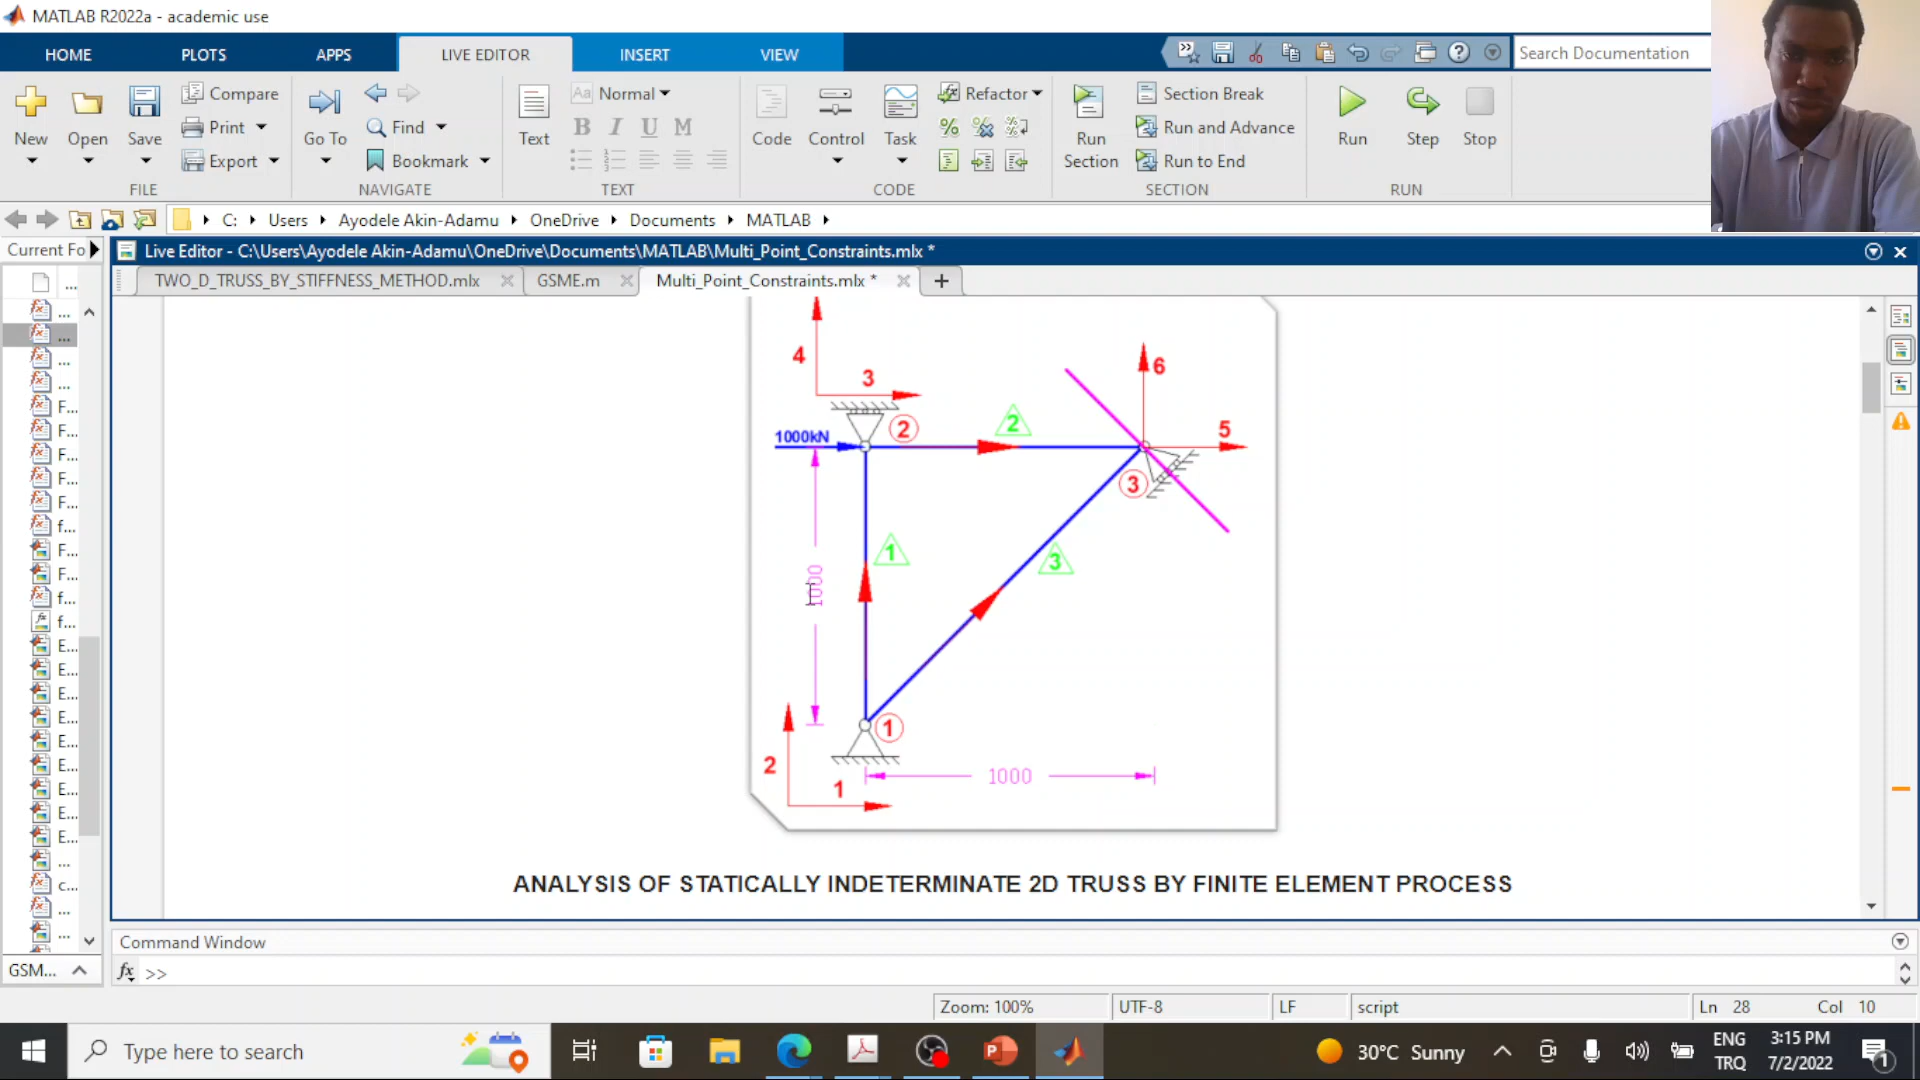 MATLAB R2022a - academic use
HOME
PLOTS
APPS
LIVE EDITOR
INSERT
VIEW
Search Documentation
New
Open
Save
Compare
Print
Export
FILE
Go To
Find
Bookmark
NAVIGATE
Text
Aa Normal
B I U M
TEXT
Code
Control
Task
Refactor
CODE
Run Section
Section Break
Run and Advance
Run to End
SECTION
Run
Step
Stop
RUN
C: Users Ayodele Akin-Adamu OneDrive Documents MATLAB
Current Fo
Live Editor - C:\Users\Ayodele Akin-Adamu\OneDrive\Documents\MATLAB\Multi_Point_Constraints.mlx *
TWO_D_TRUSS_BY_STIFFNESS_METHOD.mlx
GSME.m
Multi_Point_Constraints.mlx *
...
...
...
...
...
F...
F...
F...
F...
F...
f...
F...
F...
f...
f...
E...
E...
E...
E...
E...
E...
E...
E...
E...
...
c...
...
...
GSM...
4
3
6
5
2
2
1000kN
3
1
3
1000
1
2
1
1000
ANALYSIS OF STATICALLY INDETERMINATE 2D TRUSS BY FINITE ELEMENT PROCESS
Command Window
fx >>
Zoom: 100%
UTF-8
LF
script
Ln 28
Col 10
Type here to search
30°C Sunny
ENG
TRQ
3:15 PM
7/2/2022
1